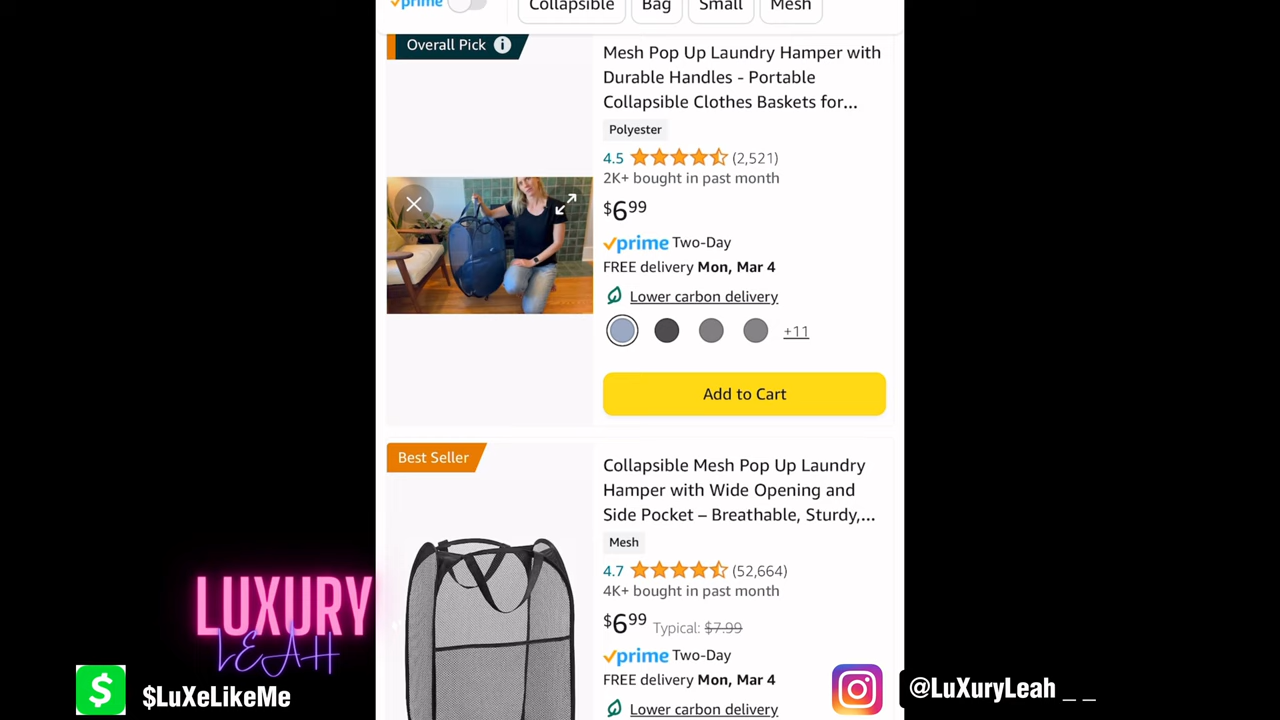 prime
Collapsible
Bag
Small
Mesh
Overall Pick
Mesh Pop Up Laundry Hamper with
Durable Handles - Portable
Collapsible Clothes Baskets for...
Polyester
4.5 (2,521)
2K+ bought in past month
$6.99
prime Two-Day
FREE delivery Mon, Mar 4
Lower carbon delivery
+11
Add to Cart
Best Seller
Collapsible Mesh Pop Up Laundry
Hamper with Wide Opening and
Side Pocket – Breathable, Sturdy,...
Mesh
4.7 (52,664)
4K+ bought in past month
$6.99 Typical: $7.99
prime Two-Day
FREE delivery Mon, Mar 4
Lower carbon delivery
LUXURY
LEAH
$LuXeLikeMe
@LuXuryLeah _ _